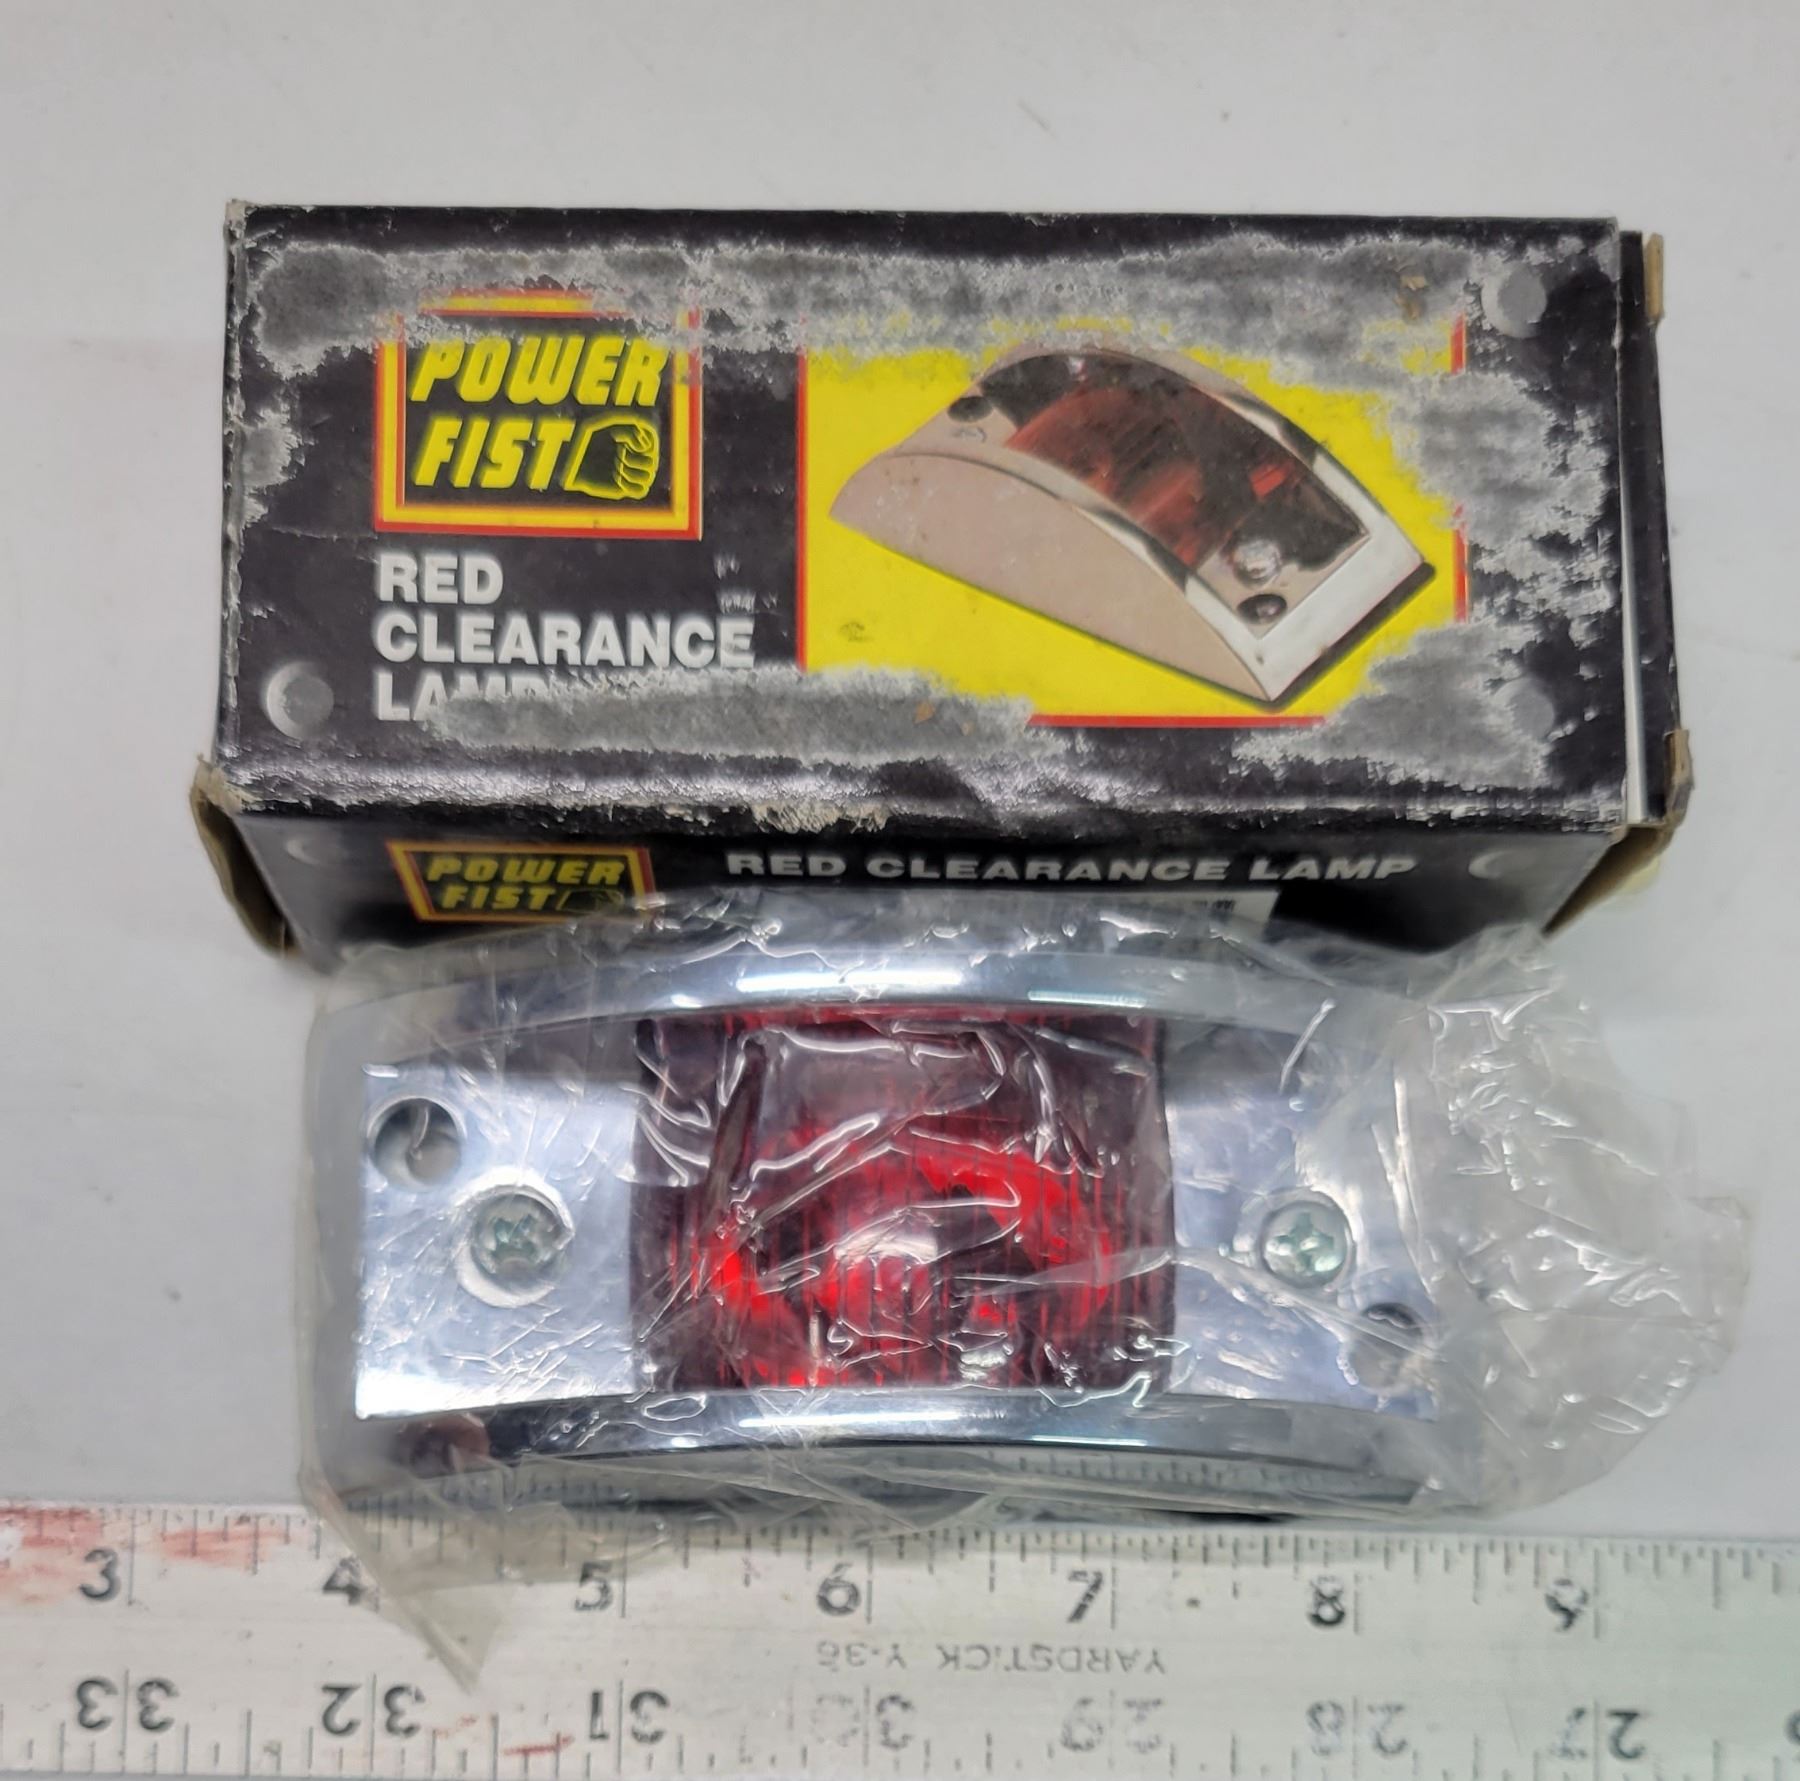 POWER
FIST
RED
CLEARANCE
LAMP
POWER
FIST
RED CLEARANCE LAMP
3 4 5 6 7 8 9
YARDSTICK Y-36
33 32 31 30 29 28 27